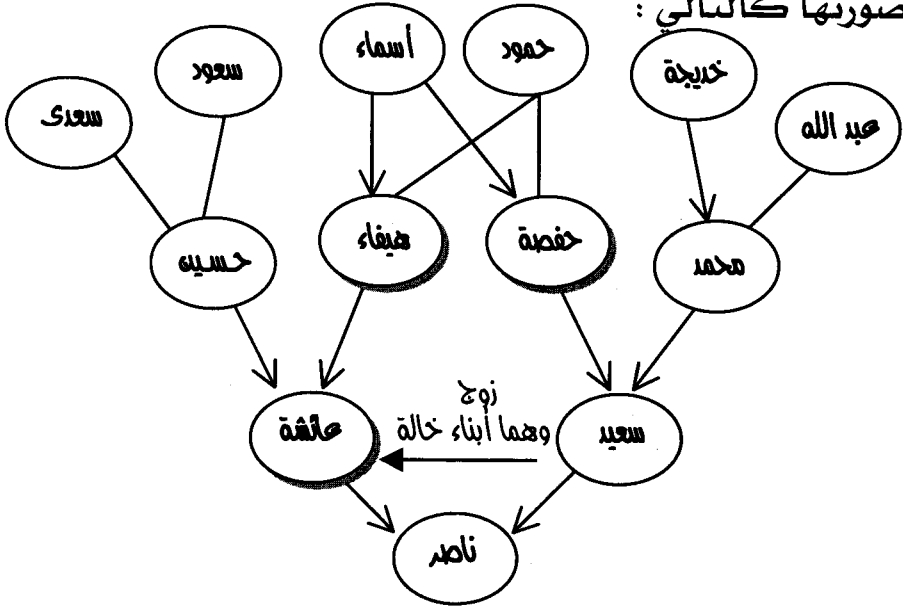 صورتها كالتالي :
خديجة
حمود
أسماء
سعود
سعدى
عبد الله
محمد
حفصة
هيفاء
حسين
زوج
وهما أبناء خالة
سعيد
عائشة
ناصر